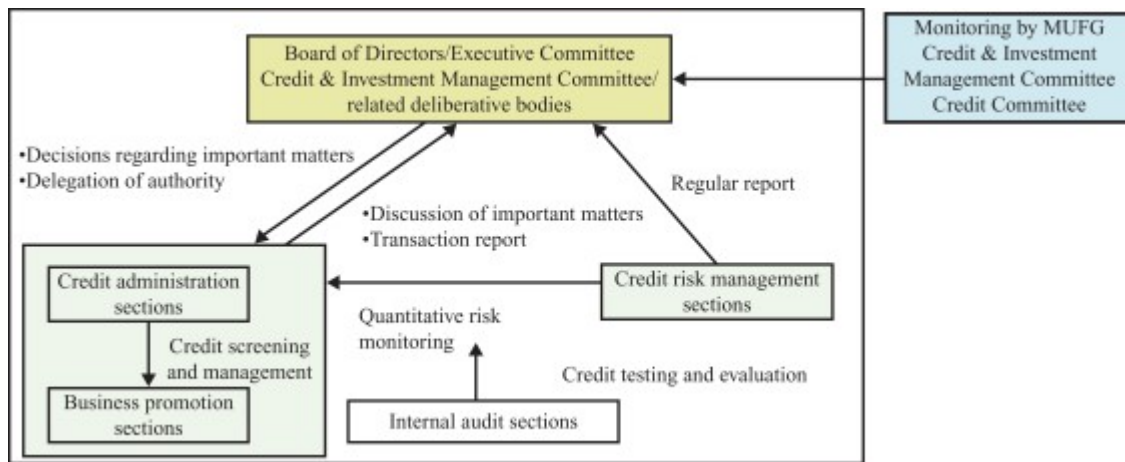 Board of Directors/Executive Committee
Credit & Investment Management Committee/
related deliberative bodies
Monitoring by MUFG
Credit & Investment
Management Committee
Credit Committee
•Decisions regarding important matters
•Delegation of authority
Regular report
•Discussion of important matters
•Transaction report
Credit administration
sections
Credit risk management
sections
Quantitative risk
monitoring
Credit screening
and management
Credit testing and evaluation
Business promotion
sections
Internal audit sections